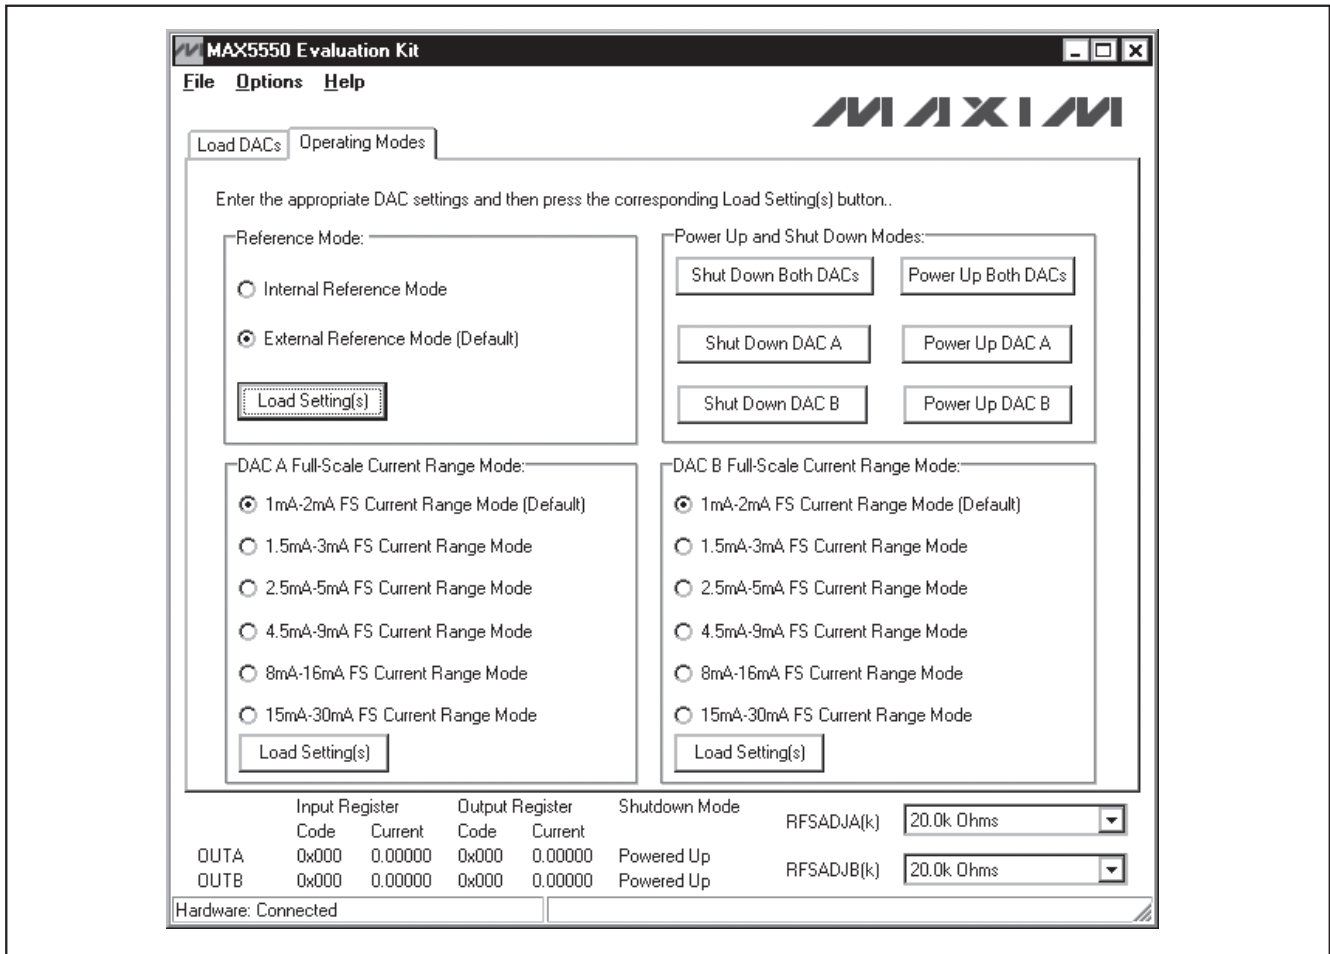 MAX5550 Evaluation Kit
File Options Help
MAXIM
Load DACs Operating Modes
Enter the appropriate DAC settings and then press the corresponding Load Setting(s) button..
Reference Mode:
Internal Reference Mode
External Reference Mode (Default)
Load Setting(s)
Power Up and Shut Down Modes:
Shut Down Both DACs Power Up Both DACs
Shut Down DAC A Power Up DAC A
Shut Down DAC B Power Up DAC B
DAC A Full-Scale Current Range Mode:
1mA-2mA FS Current Range Mode (Default)
1.5mA-3mA FS Current Range Mode
2.5mA-5mA FS Current Range Mode
4.5mA-9mA FS Current Range Mode
8mA-16mA FS Current Range Mode
15mA-30mA FS Current Range Mode
Load Setting(s)
DAC B Full-Scale Current Range Mode:
1mA-2mA FS Current Range Mode (Default)
1.5mA-3mA FS Current Range Mode
2.5mA-5mA FS Current Range Mode
4.5mA-9mA FS Current Range Mode
8mA-16mA FS Current Range Mode
15mA-30mA FS Current Range Mode
Load Setting(s)
Input Register Output Register Shutdown Mode
Code Current Code Current
OUTA 0x000 0.00000 0x000 0.00000 Powered Up
OUTB 0x000 0.00000 0x000 0.00000 Powered Up
RFSADJA(k) 20.0k Ohms
RFSADJB(k) 20.0k Ohms
Hardware: Connected